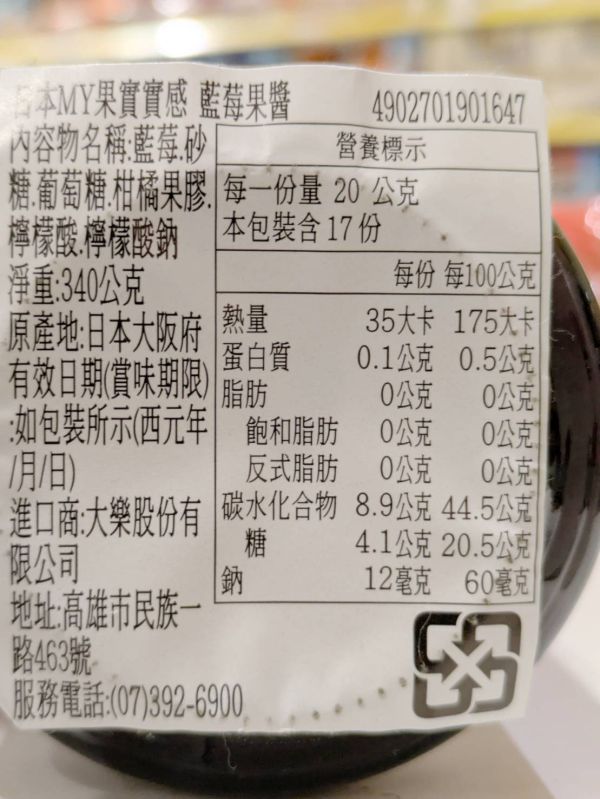 日本MY果實實感 藍莓果醬
4902701901647
內容物名稱:藍莓.砂
糖.葡萄糖.柑橘果膠.
檸檬酸.檸檬酸鈉
淨重:340公克
原產地:日本大阪府
有效日期(賞味期限)
:如包裝所示(西元年
/月/日)
進口商:大樂股份有
限公司
地址:高雄市民族一
路463號
服務電話:(07)392-6900
營養標示
每一份量 20 公克
本包裝含 17 份
每份 每100公克
熱量 35大卡 175大卡
蛋白質 0.1公克 0.5公克
脂肪 0公克 0公克
飽和脂肪 0公克 0公克
反式脂肪 0公克 0公克
碳水化合物 8.9公克 44.5公克
糖 4.1公克 20.5公克
鈉 12毫克 60毫克